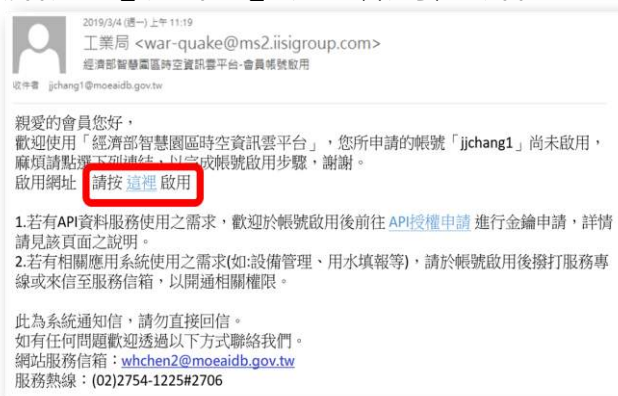 2019/3/4 (週一) 上午 11:19
工業局 <war-quake@ms2.iisigroup.com>
經濟部智慧園區時空資訊雲平台-會員帳號啟用
收件者 jjchang1@moeaidb.gov.tw
親愛的會員您好，
歡迎使用「經濟部智慧園區時空資訊雲平台」，您所申請的帳號「jjchang1」尚未啟用，
麻煩請點選下列連結，以完成帳號啟用步驟，謝謝。
啟用網址 請按 這裡 啟用
1.若有API資料服務使用之需求，歡迎於帳號啟用後前往 API授權申請 進行金鑰申請，詳情
請見該頁面之說明。
2.若有相關應用系統使用之需求(如:設備管理、用水填報等)，請於帳號啟用後撥打服務專
線或來信至服務信箱，以開通相關權限。
此為系統通知信，請勿直接回信。
如有任何問題歡迎透過以下方式聯絡我們。
網站服務信箱：whchen2@moeaidb.gov.tw
服務熱線：(02)2754-1225#2706